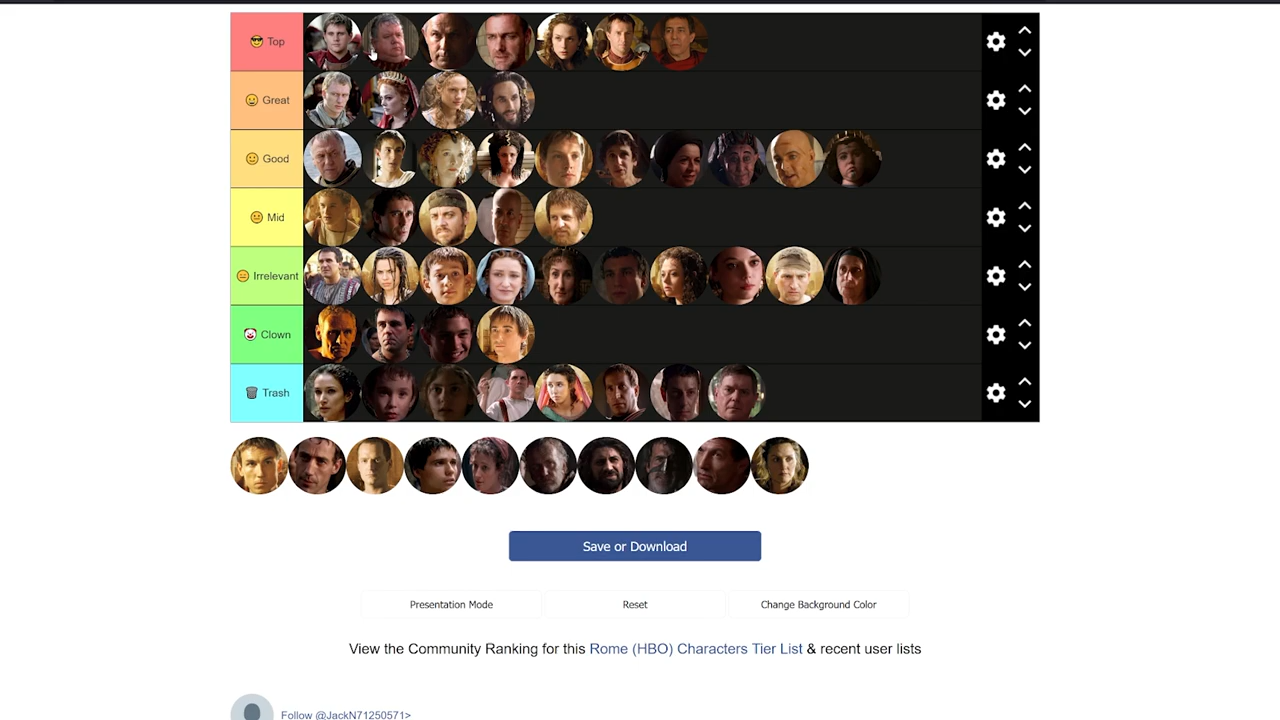 Top
Great
Good
Mid
Irrelevant
Clown
Trash
Save or Download
Presentation Mode
Reset
Change Background Color
View the Community Ranking for this Rome (HBO) Characters Tier List & recent user lists
Follow @JackN71250571>